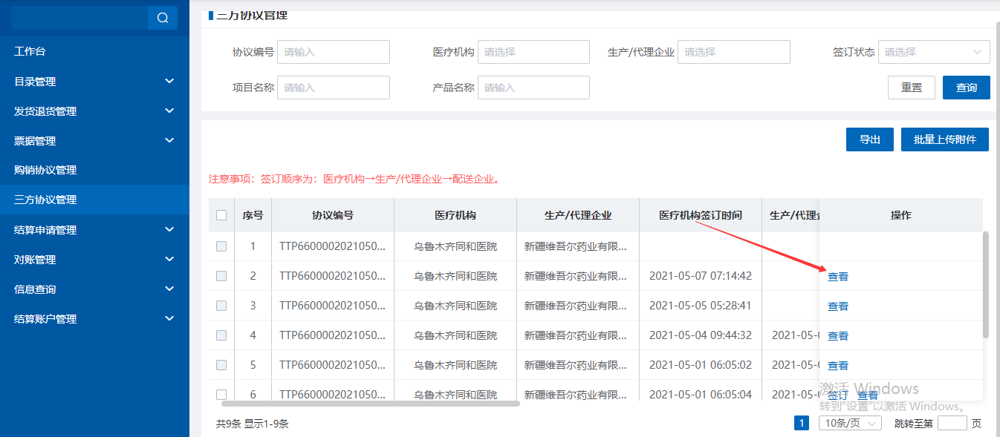 三方协议管理
工作台
目录管理
发货退货管理
票据管理
购销协议管理
三方协议管理
结算申请管理
对账管理
信息查询
结算账户管理
协议编号 请输入 医疗机构 请选择 生产/代理企业 请选择 签订状态 请选择
项目名称 请输入 产品名称 请输入 重置 查询
导出 批量上传附件
注意事项：签订顺序为：医疗机构→生产/代理企业→配送企业。
序号 协议编号 医疗机构 生产/代理企业 医疗机构签订时间 生产/代理企 操作
1 TTP6600002021050... 乌鲁木齐同和医院 新疆维吾尔药业有限...
2 TTP6600002021050... 乌鲁木齐同和医院 新疆维吾尔药业有限... 2021-05-07 07:14:42 查看
3 TTP6600002021050... 乌鲁木齐同和医院 新疆维吾尔药业有限... 2021-05-05 05:28:41 查看
4 TTP6600002021050... 乌鲁木齐同和医院 新疆维吾尔药业有限... 2021-05-04 09:44:32 2021-05-0 查看
5 TTP6600002021050... 乌鲁木齐同和医院 新疆维吾尔药业有限... 2021-05-01 06:05:02 2021-05-0 查看
6 TTP6600002021050... 乌鲁木齐同和医院 新疆维吾尔药业有限... 2021-05-01 06:05:04 2021-05-0 签订 查看
激活 Windows
转到"设置"以激活 Windows。
共9条 显示1-9条 1 10条/页 跳转至第 页